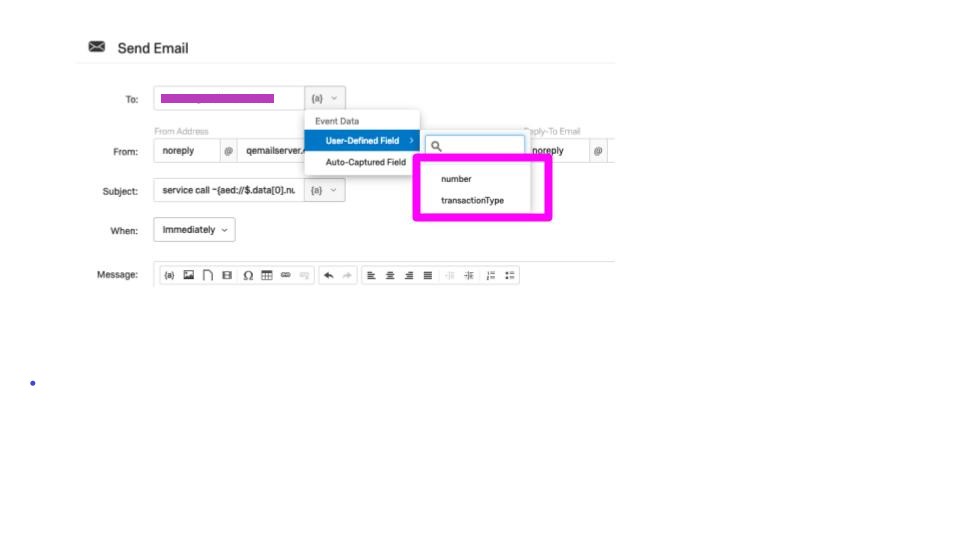 Send Email
To:
{a}
Event Data
From Address
User-Defined Field
Reply-To Email
From:
noreply
@
qemailserver.
noreply
@
Auto-Captured Field
number
Subject:
service call ~{aed://$.data[0].nu
{a}
transactionType
When:
Immediately
Message:
{a}